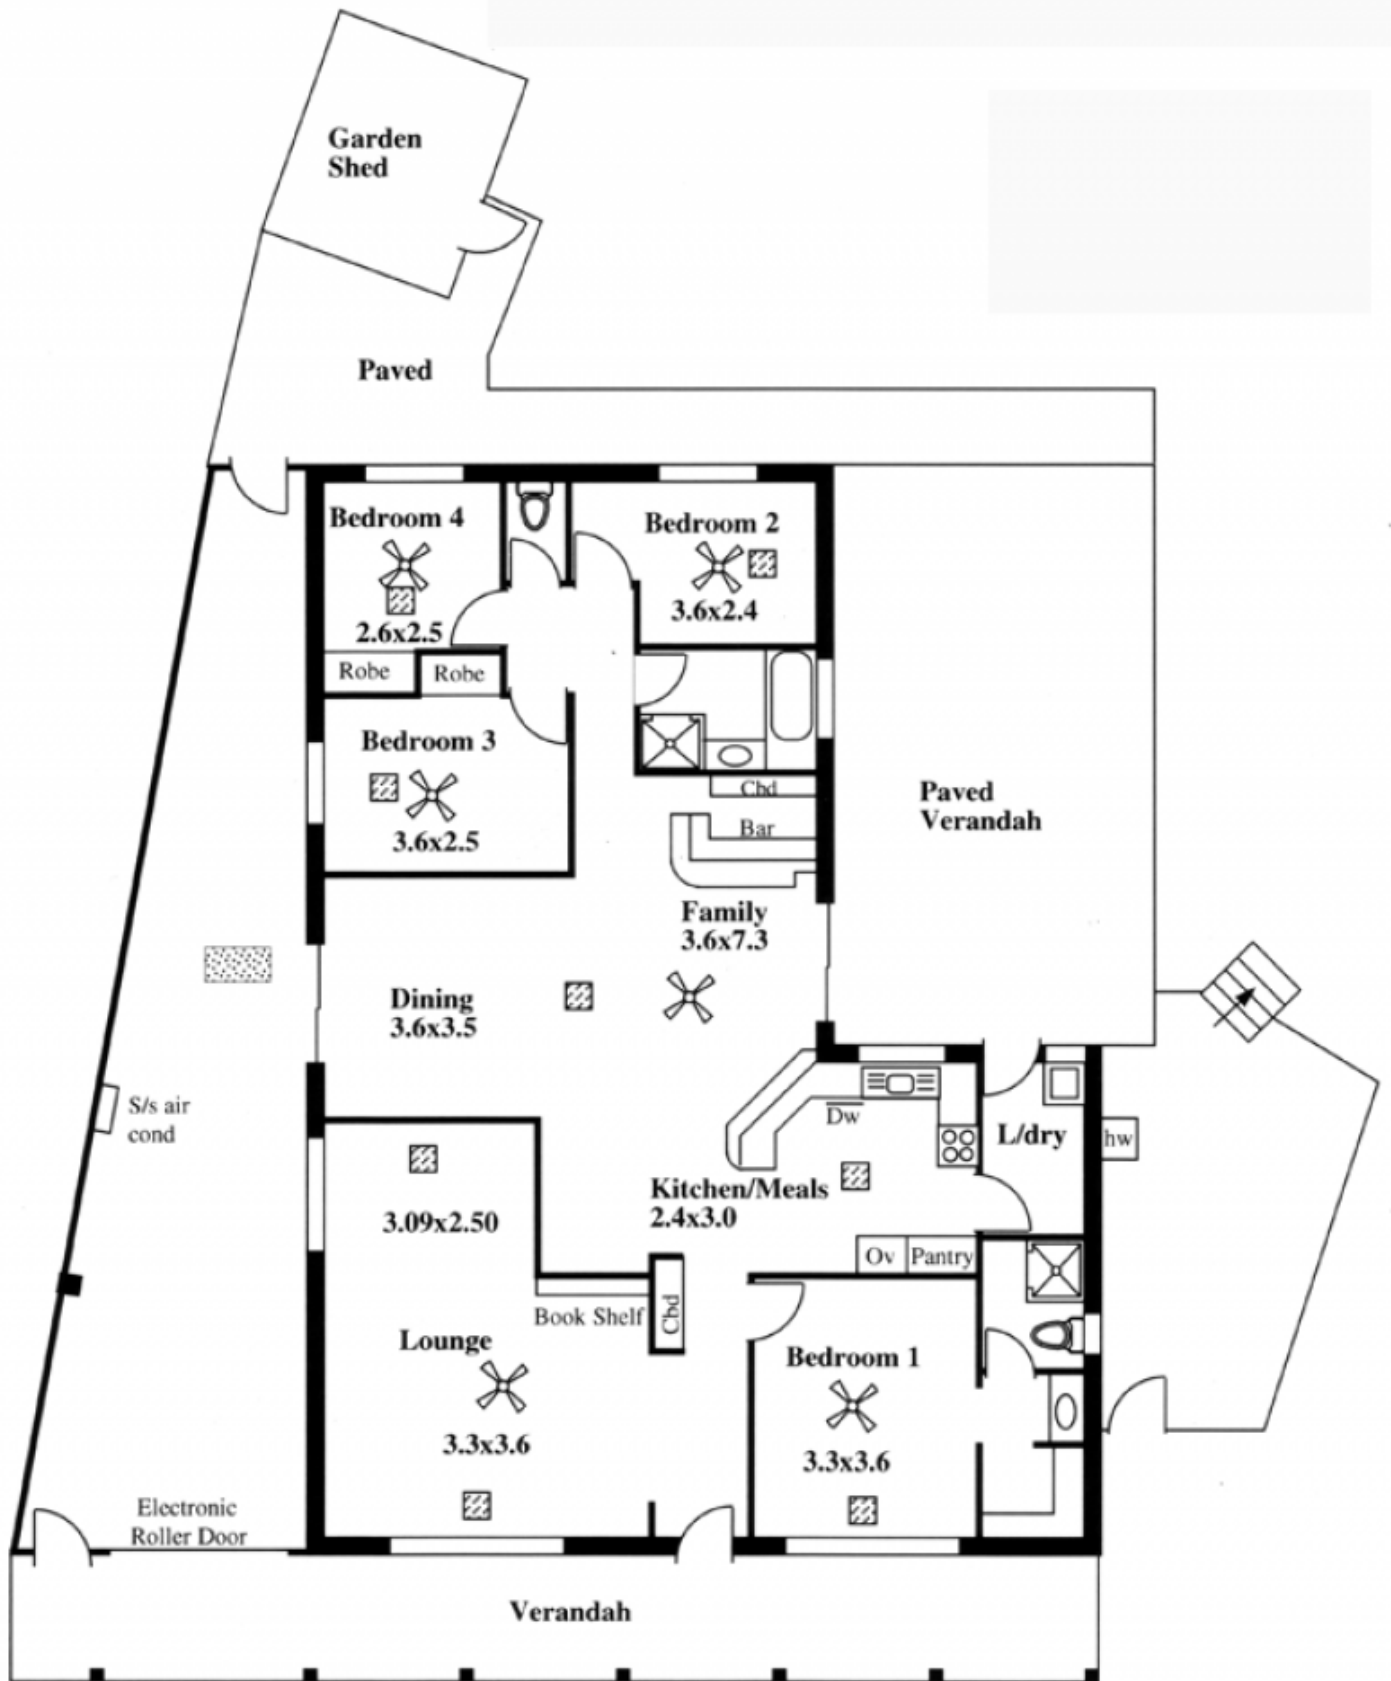 Garden
Shed
Paved
Bedroom 4
2.6x2.5
Bedroom 2
3.6x2.4
Robe
Robe
Bedroom 3
3.6x2.5
Cbd
Bar
Paved
Verandah
Family
3.6x7.3
Dining
3.6x3.5
S/s air
cond
Dw
L/dry
hw
Kitchen/Meals
2.4x3.0
3.09x2.50
Ov
Pantry
Book Shelf
Cbd
Lounge
3.3x3.6
Bedroom 1
3.3x3.6
Electronic
Roller Door
Verandah